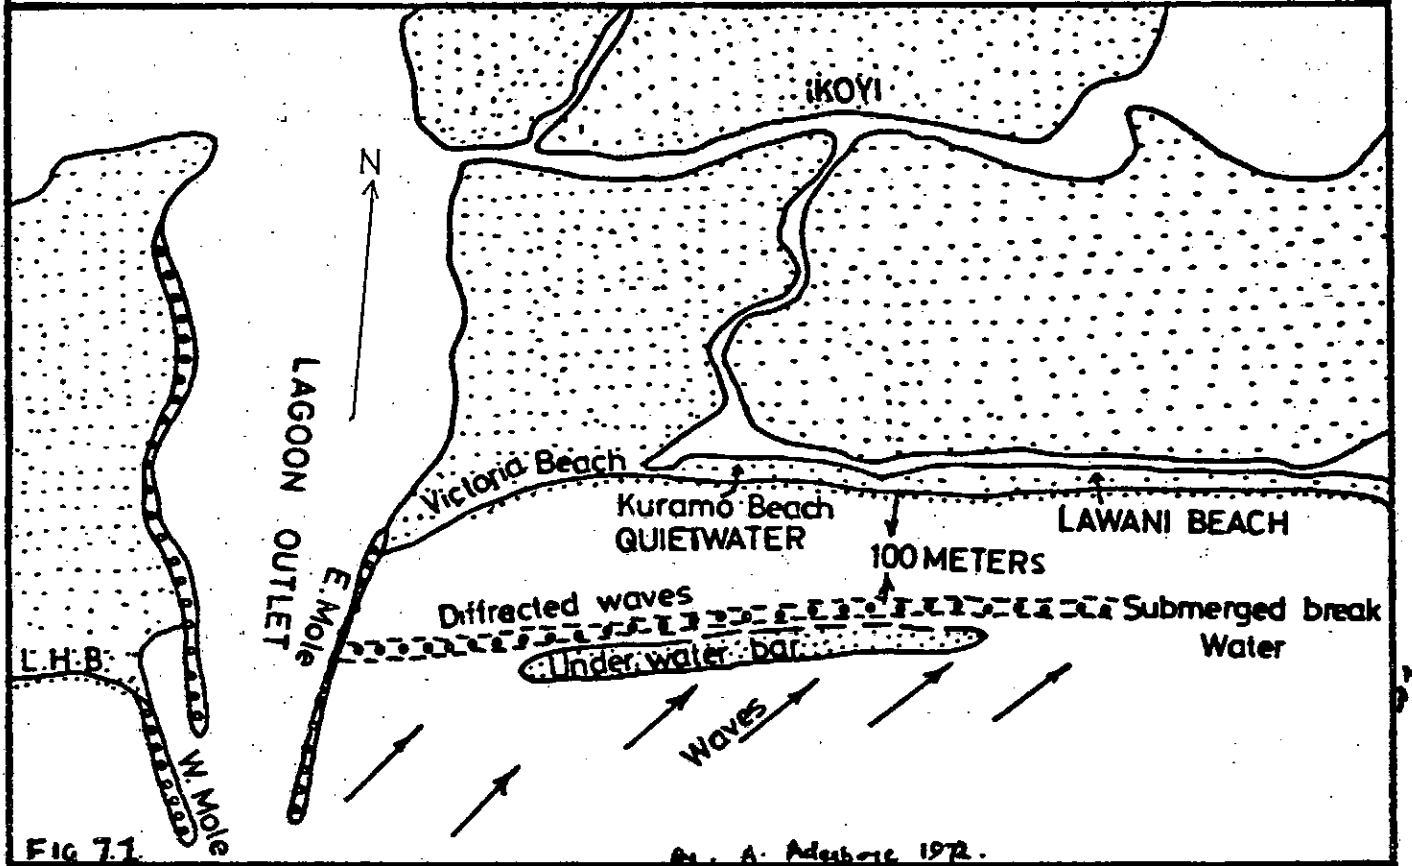 IKOYI
N
LAGOON OUTLET
Victoria Beach
Kuramo Beach
QUIETWATER
LAWANI BEACH
100 METERs
E. Mole
Diffracted waves
Submerged break
Water
Under water bar
L.H.B.
Waves
W. Mole
FIG 7.1
A. 1972.